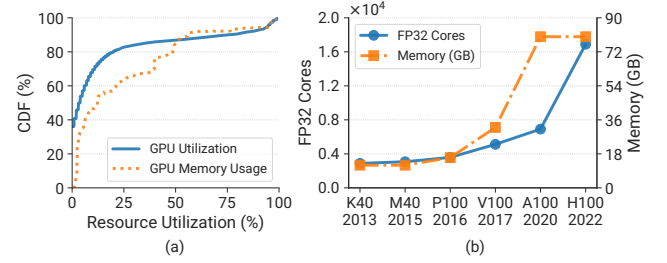 100
80
60
40
20
0
CDF (%)
GPU Utilization
GPU Memory Usage
0 25 50 75 100
Resource Utilization (%)
(a)
×10⁴
2.0
1.6
1.2
0.8
0.4
0.0
FP32 Cores
FP32 Cores
Memory (GB)
90
72
54
36
18
0
Memory (GB)
K40 M40 P100 V100 A100 H100
2013 2015 2016 2017 2020 2022
(b)